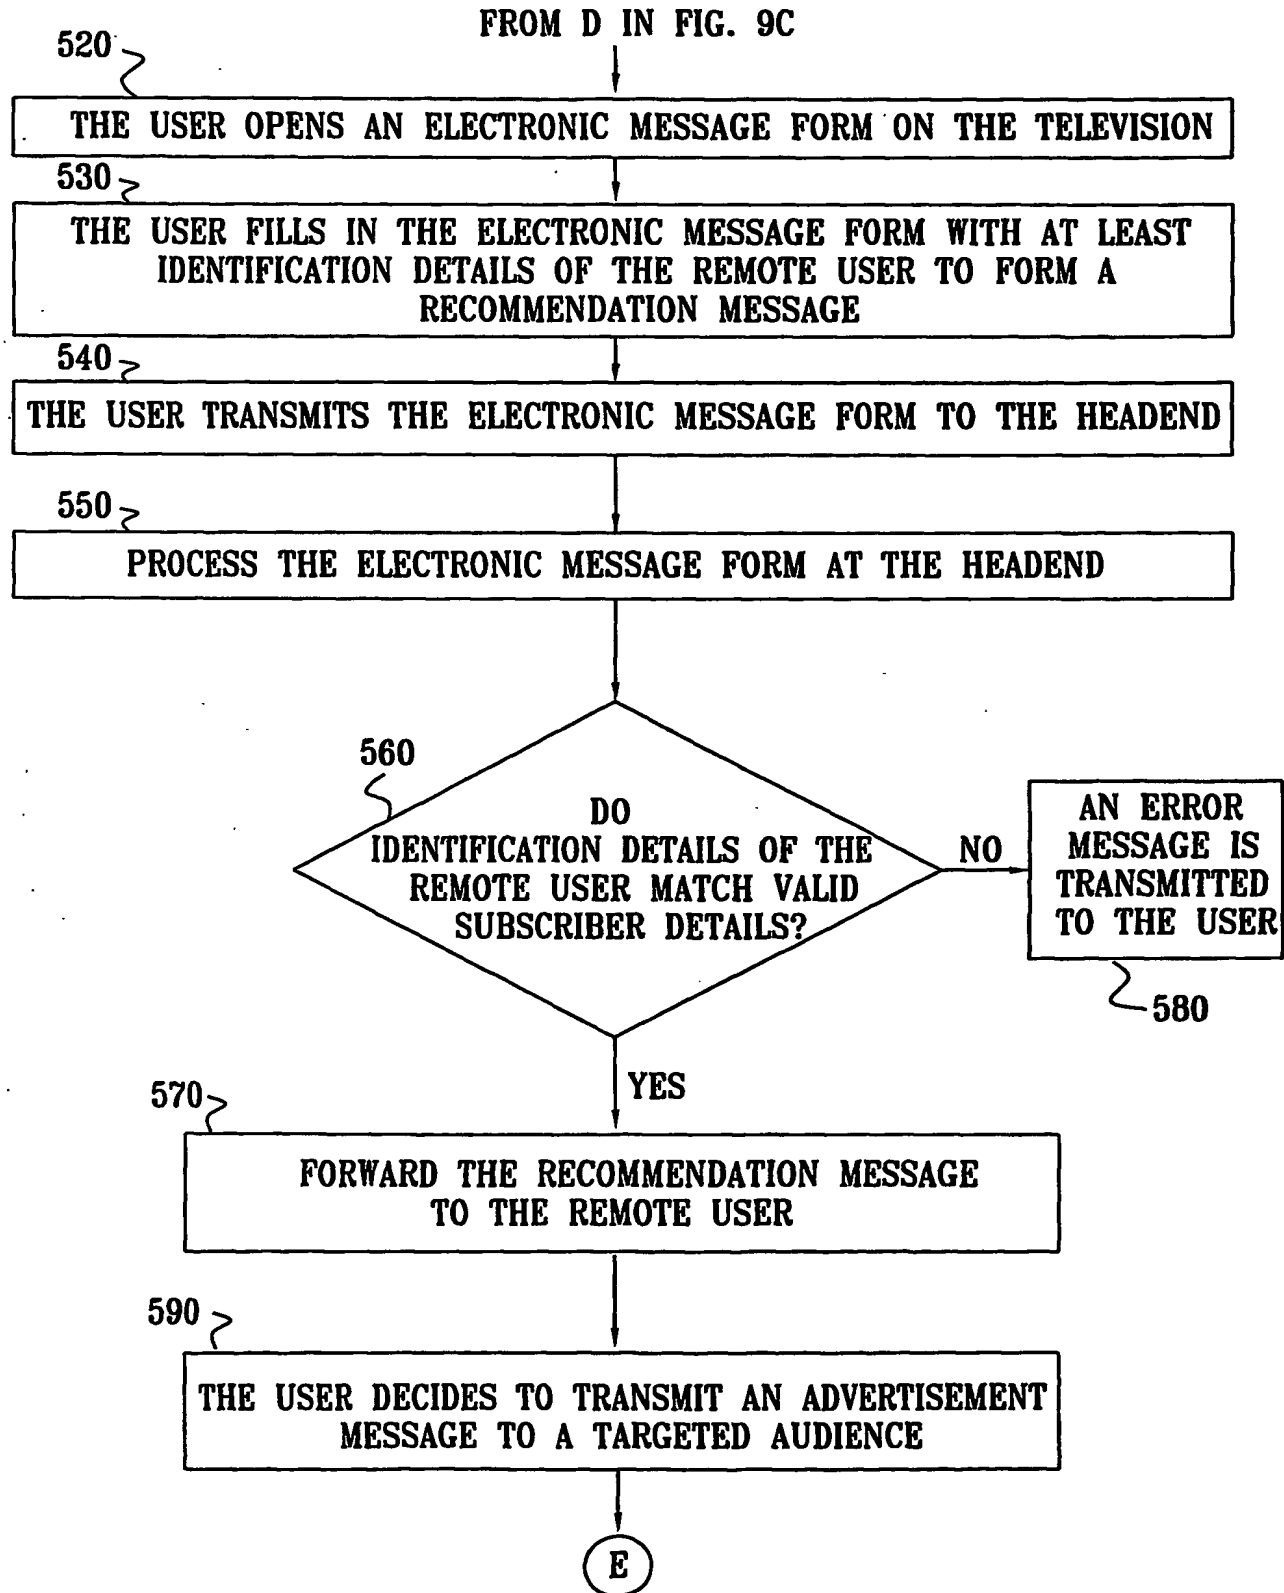 FROM D IN FIG. 9C
520
THE USER OPENS AN ELECTRONIC MESSAGE FORM ON THE TELEVISION
530
THE USER FILLS IN THE ELECTRONIC MESSAGE FORM WITH AT LEAST
IDENTIFICATION DETAILS OF THE REMOTE USER TO FORM A
RECOMMENDATION MESSAGE
540
THE USER TRANSMITS THE ELECTRONIC MESSAGE FORM TO THE HEADEND
550
PROCESS THE ELECTRONIC MESSAGE FORM AT THE HEADEND
560
DO
IDENTIFICATION DETAILS OF THE
REMOTE USER MATCH VALID
SUBSCRIBER DETAILS?
NO
AN ERROR
MESSAGE IS
TRANSMITTED
TO THE USER
580
YES
570
FORWARD THE RECOMMENDATION MESSAGE
TO THE REMOTE USER
590
THE USER DECIDES TO TRANSMIT AN ADVERTISEMENT
MESSAGE TO A TARGETED AUDIENCE
E